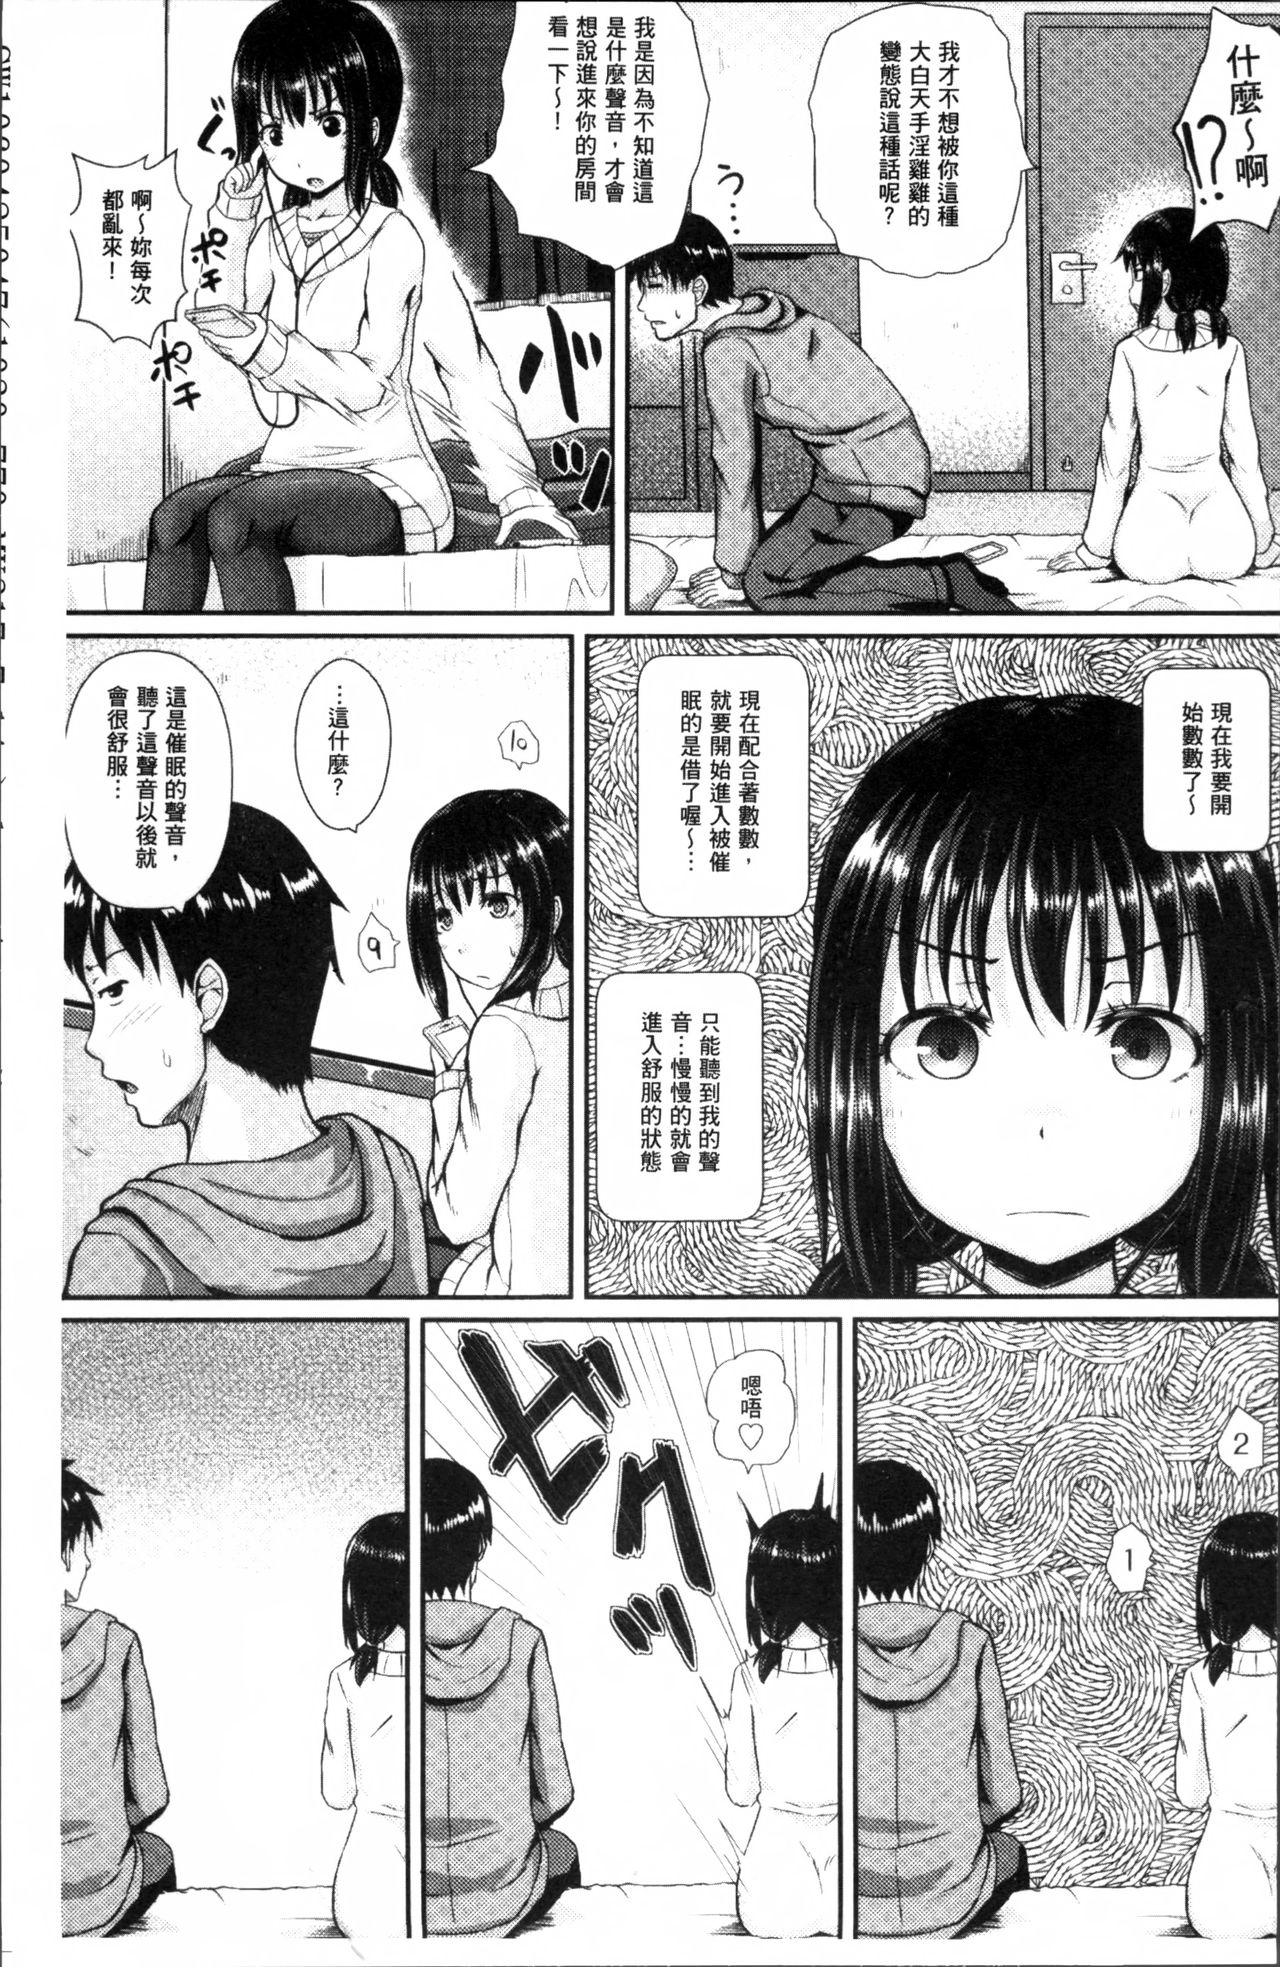 什麼～啊
!?
我才不想被你這種
大白天手淫雞雞的
變態說這種話呢？
う…
我是因為不知道這
是什麼聲音，才會
想說進來你的房間
看一下～！
ぐっ
啊～妳每次
都亂來！
ポチ
ポチ
現在我要開
始數數了～
現在配合著數數，
就要開始進入被催
眠的是借了喔～…
只能聽到我的聲
音…慢慢的就會
進入舒服的狀態
10
…這什麼？
9
這是催眠的聲音，
聽了這聲音以後就
會很舒服…
2
1
嗯唔♡
ビクッ